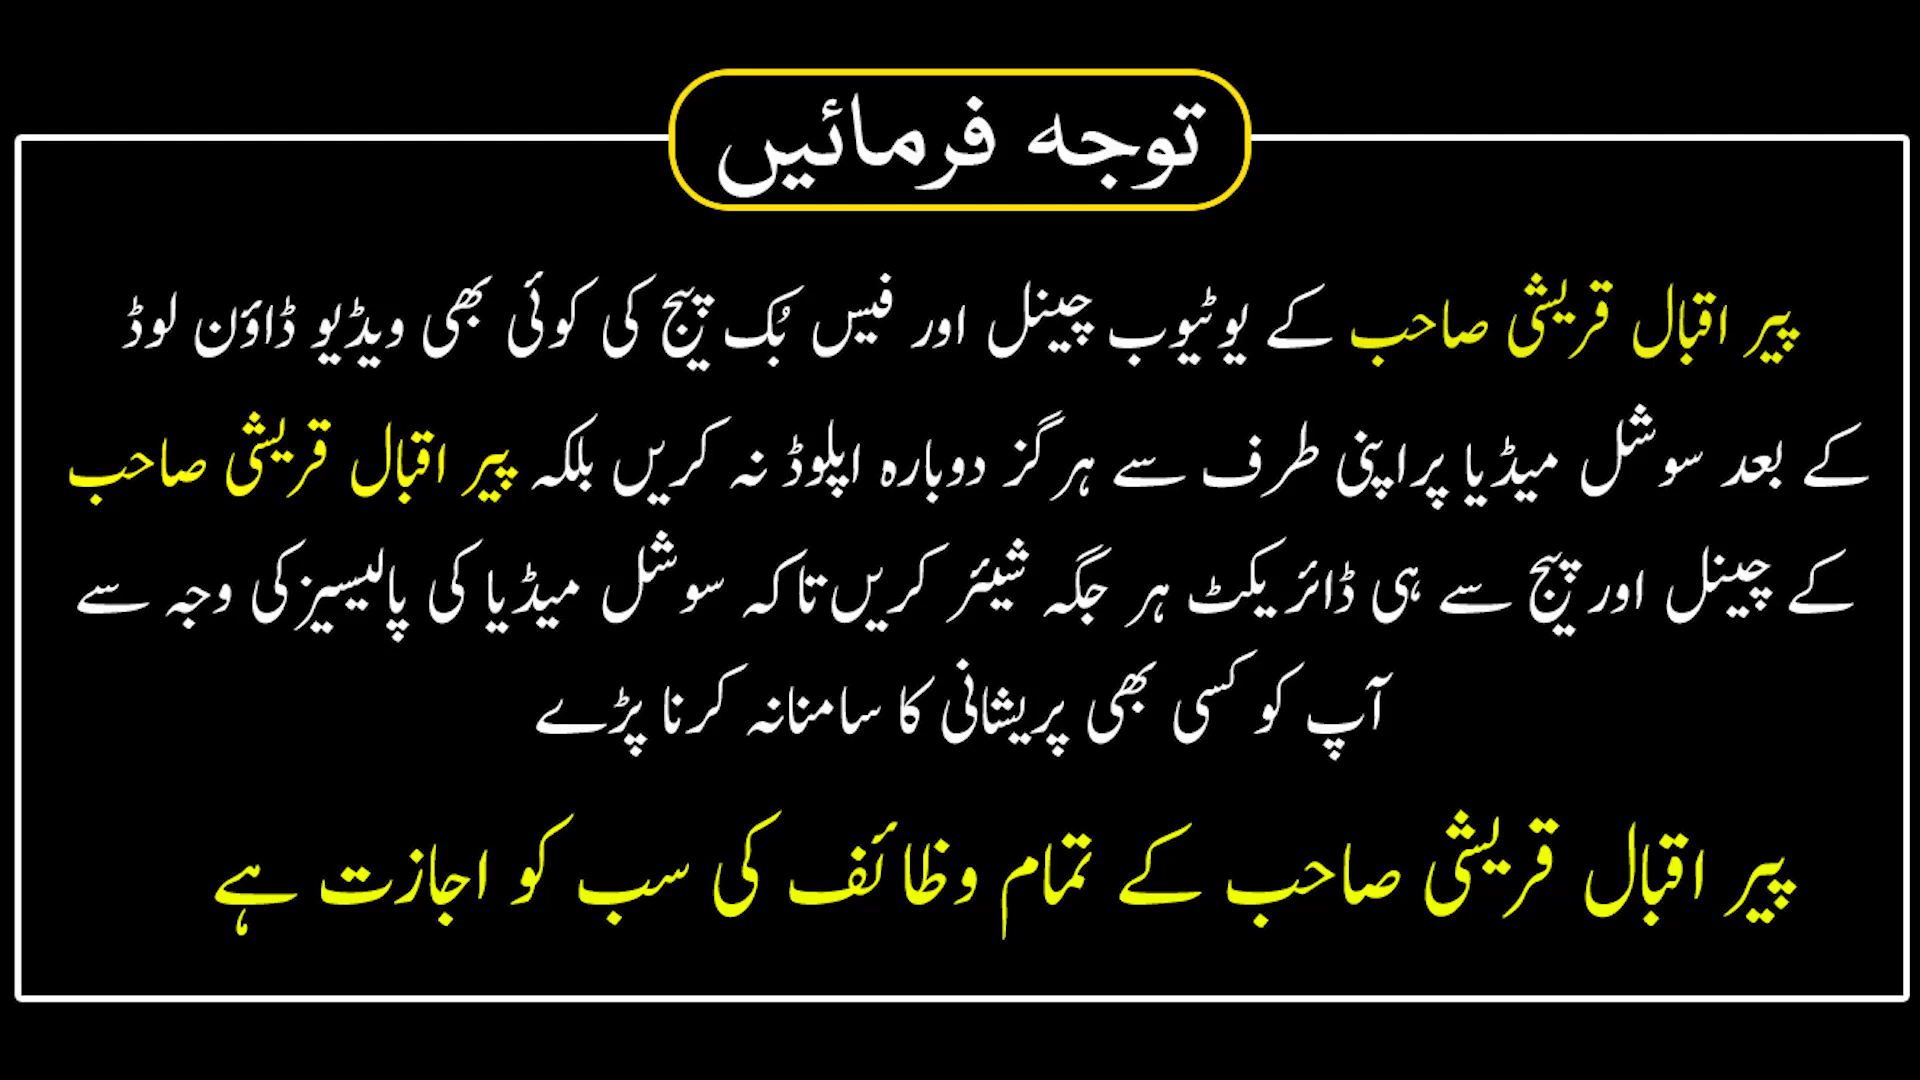 توجہ فرمائیں
پیر اقبال قریشی صاحب کے یوٹیوب چینل اور فیس بُک پیج کی کوئی بھی ویڈیو ڈاؤن لوڈ
کے بعد سوشل میڈیا پر اپنی طرف سے ہرگز دوبارہ اپلوڈ نہ کریں بلکہ پیر اقبال قریشی صاحب
کے چینل اور پیج سے ہی ڈائریکٹ ہر جگہ شیئر کریں تاکہ سوشل میڈیا کی پالیسیز کی وجہ سے
آپ کو کسی بھی پریشانی کا سامنا نہ کرنا پڑے
پیر اقبال قریشی صاحب کے تمام وظائف کی سب کو اجازت ہے